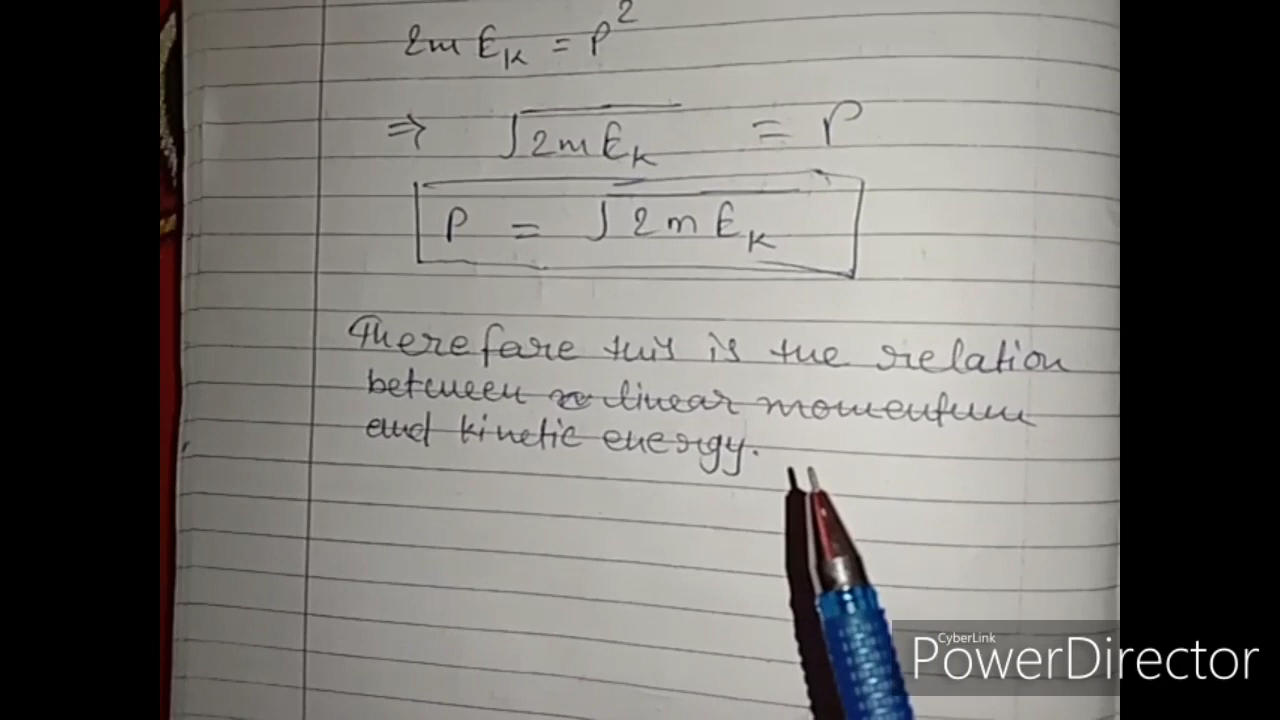 2m EK = P²
⇒ √2mEK = P
P = √2mEK
Therefore this is the relation
between linear momentum
and kinetic energy.
CyberLink
PowerDirector